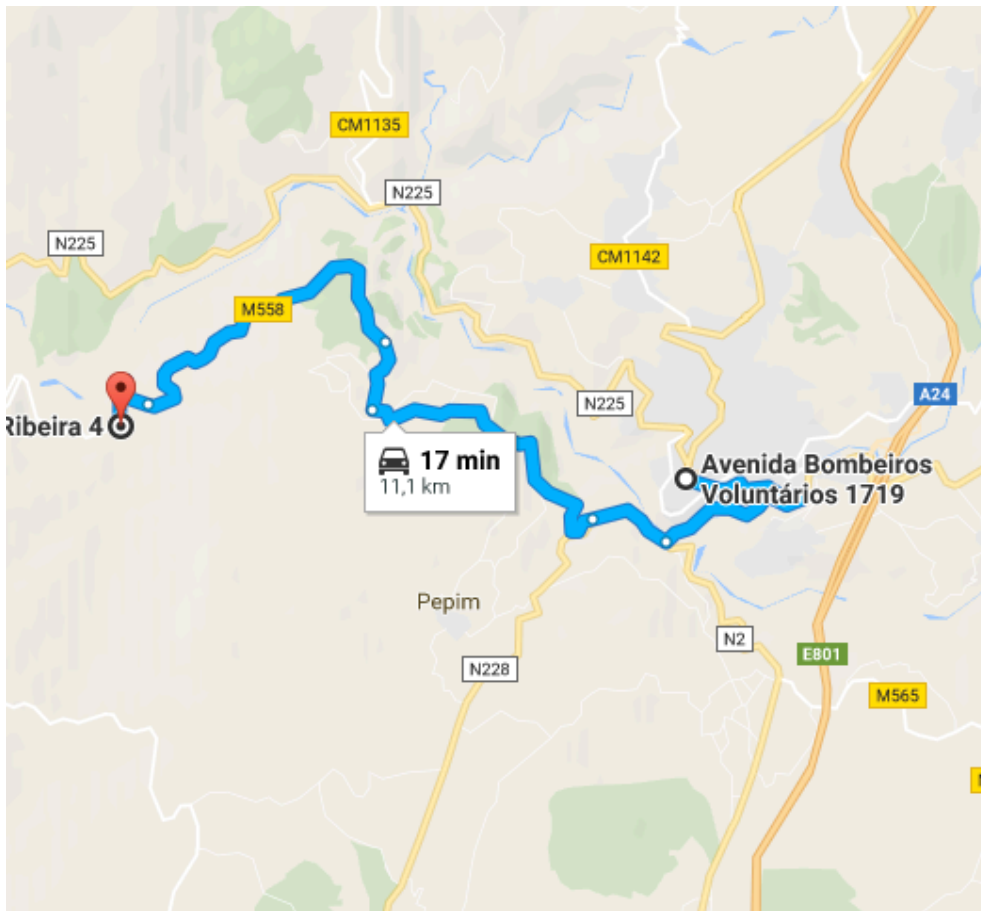 CM1135
N225
N225
CM1142
M558
A24
N225
Ribeira 4
17 min
11,1 km
Avenida Bombeiros
Voluntários 1719
Pepim
N2
E801
N228
M565